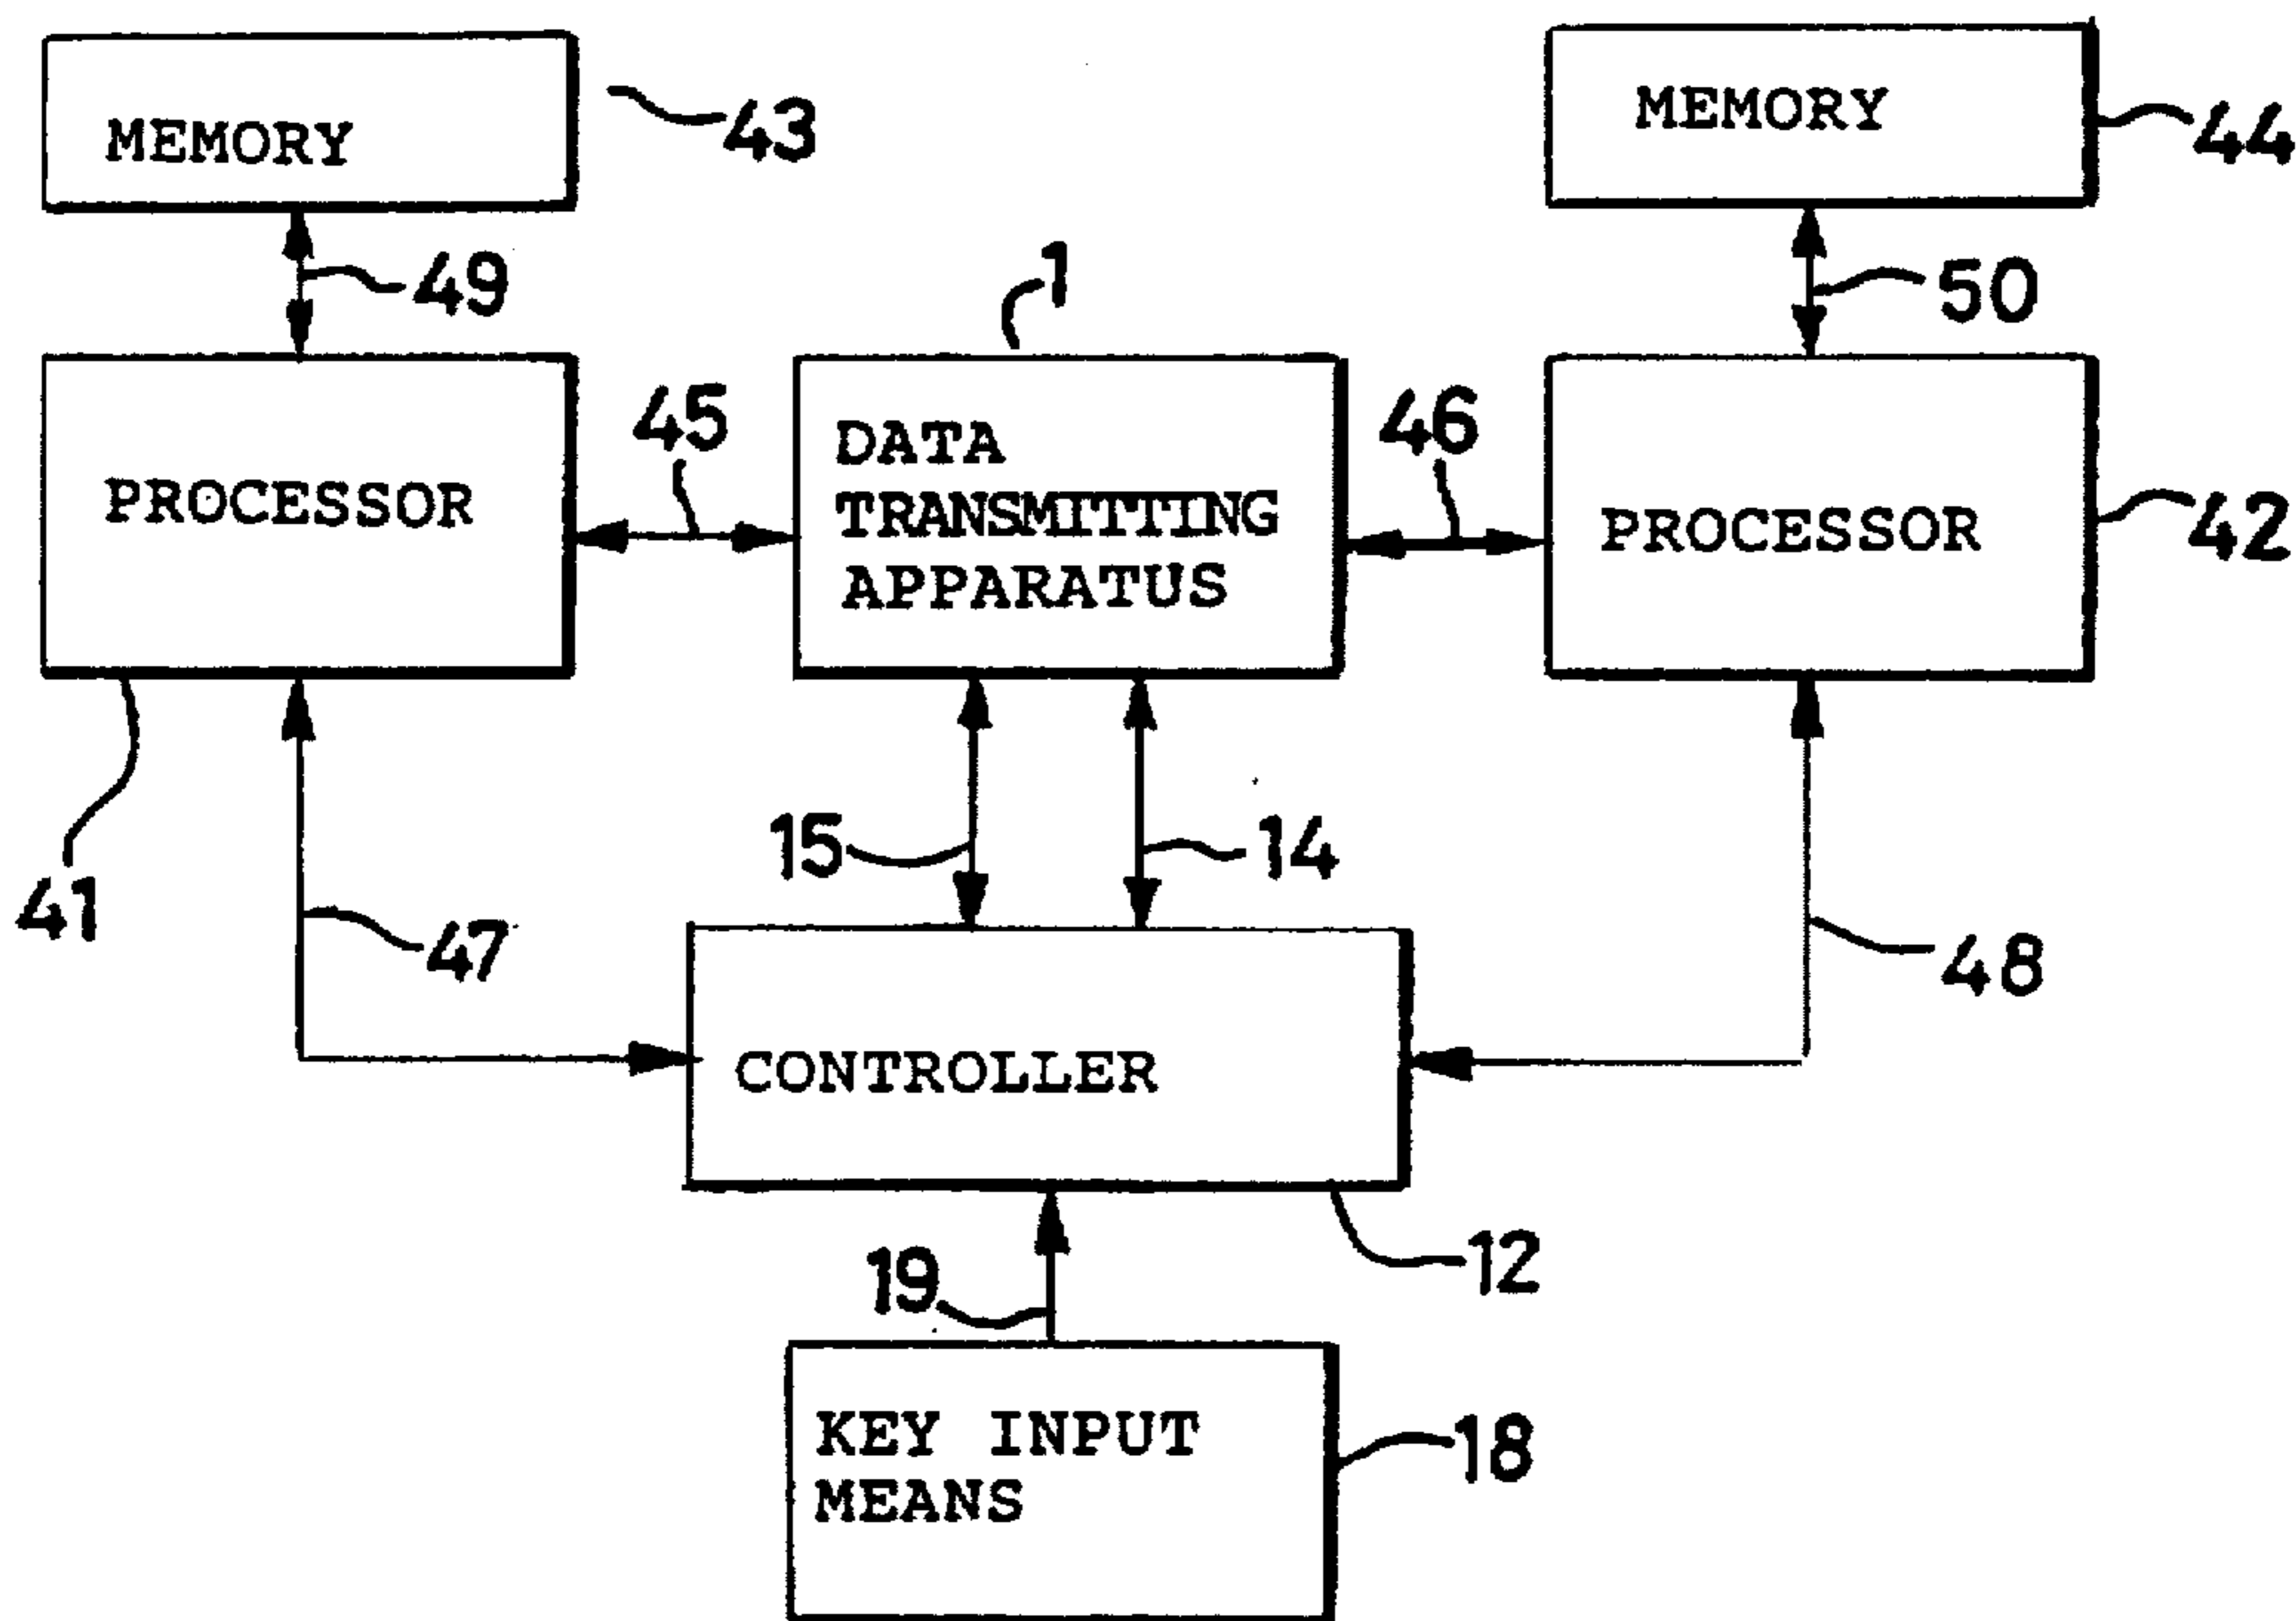 MEMORY
43
MEMORY
44
49
1
50
45
46
PROCESSOR
DATA
TRANSMITTING
APPARATUS
PROCESSOR
42
15
14
41
47
48
CONTROLLER
12
19
KEY INPUT
MEANS
18